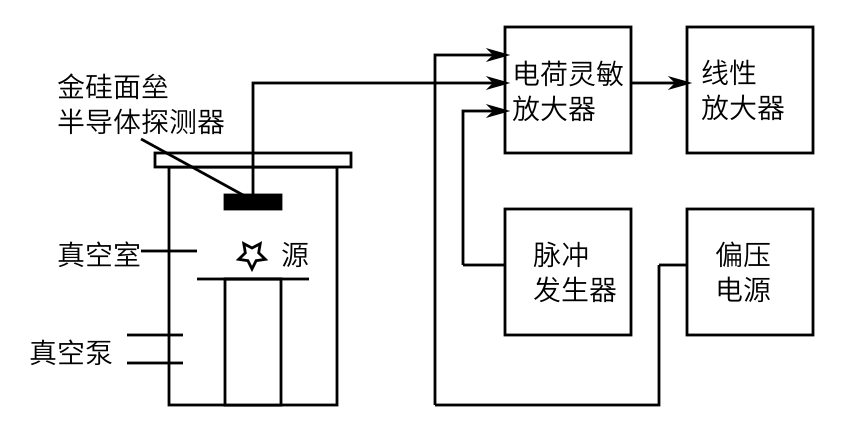 金硅面垒
半导体探测器
真空室
源
真空泵
电荷灵敏
放大器
线性
放大器
脉冲
发生器
偏压
电源